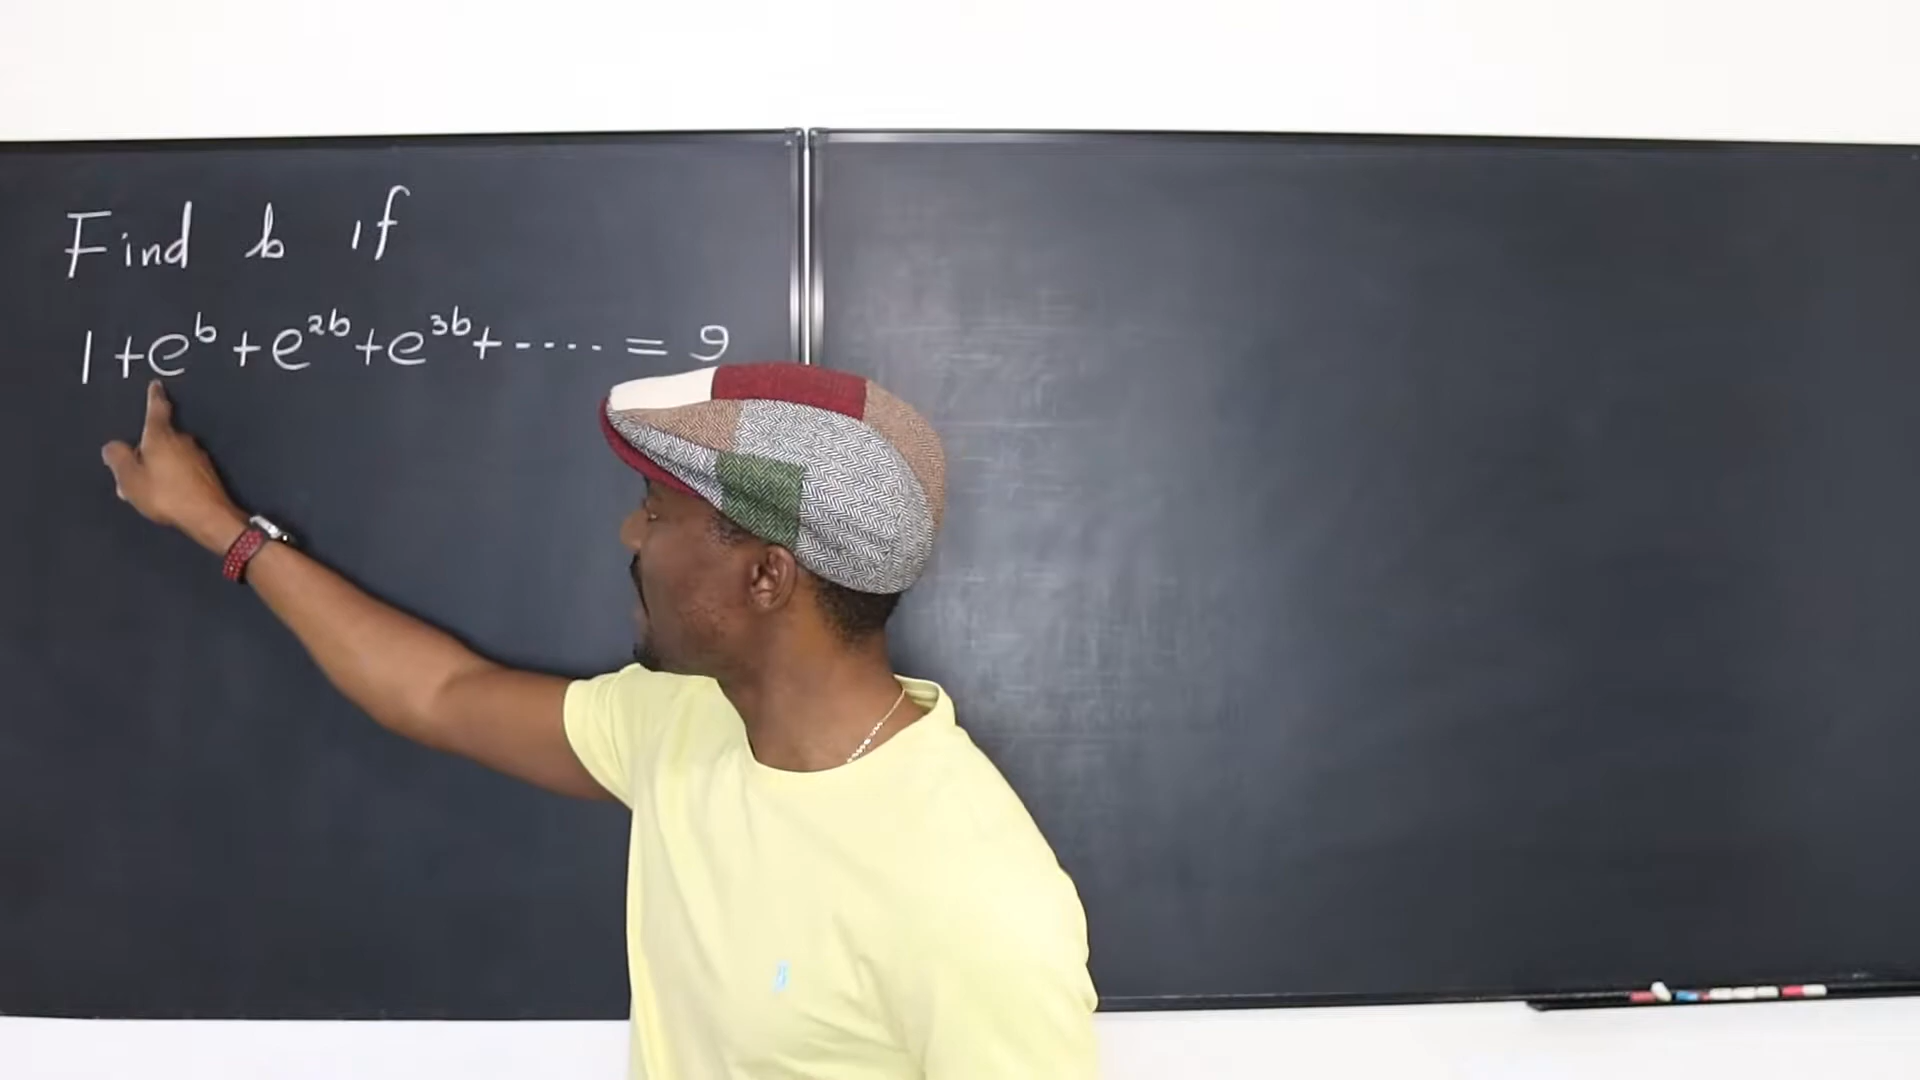 Find b if
1 + e^b + e^{2b} + e^{3b} + ---- = 9